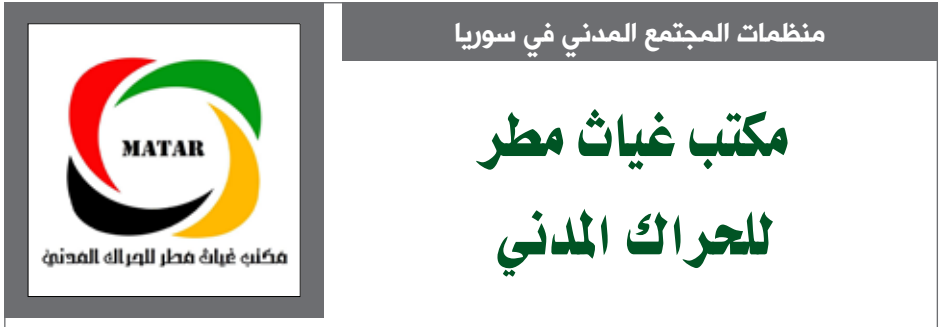 منظمات المجتمع المدني في سوريا
مكتب غياث مطر
للحراك المدني
MATAR
مكتب غياث مطر للحراك المدني